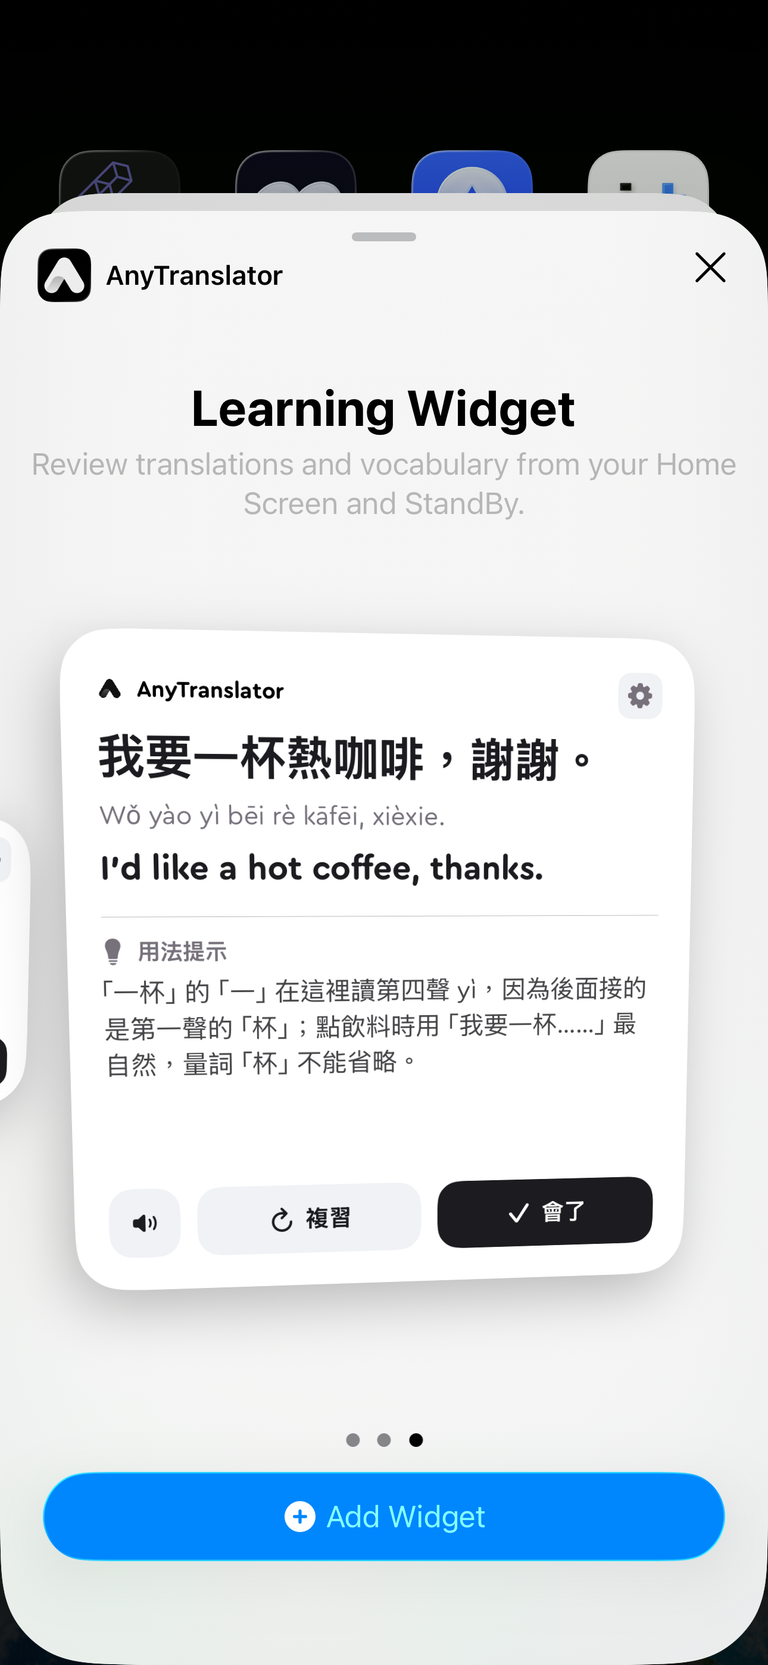 AnyTranslator
Learning Widget
Review translations and vocabulary from your Home
Screen and StandBy.
AnyTranslator
我要一杯熱咖啡，謝謝。
Wǒ yào yì bēi rè kāfēi, xièxie.
I'd like a hot coffee, thanks.
用法提示
「一杯」的「一」在這裡讀第四聲 yì，因為後面接的
是第一聲的「杯」；點飲料時用「我要一杯……」最
自然，量詞「杯」不能省略。
複習
會了
Add Widget